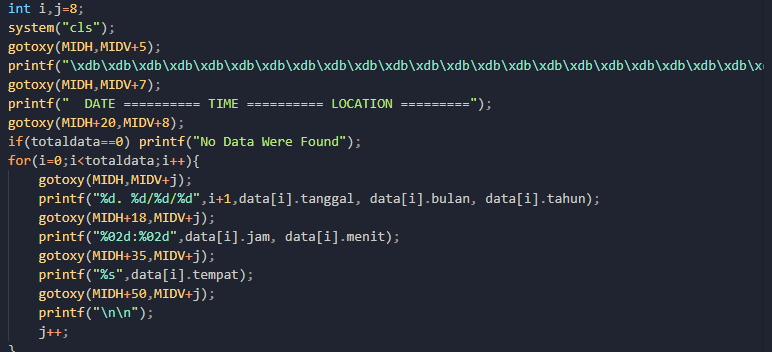 int i,j=8;
system("cls");
gotoxy(MIDH,MIDV+5);
printf("\xdb\xdb\xdb\xdb\xdb\xdb\xdb\xdb\xdb\xdb\xdb\xdb\xdb\xdb\xdb\xdb\xdb\xdb\xdb\xdb\xdb\xdb\x
gotoxy(MIDH,MIDV+7);
printf("  DATE ========== TIME ========== LOCATION =========");
gotoxy(MIDH+20,MIDV+8);
if(totaldata==0) printf("No Data Were Found");
for(i=0;i<totaldata;i++){
    gotoxy(MIDH,MIDV+j);
    printf("%d. %d/%d/%d",i+1,data[i].tanggal, data[i].bulan, data[i].tahun);
    gotoxy(MIDH+18,MIDV+j);
    printf("%02d:%02d",data[i].jam, data[i].menit);
    gotoxy(MIDH+35,MIDV+j);
    printf("%s",data[i].tempat);
    gotoxy(MIDH+50,MIDV+j);
    printf("\n\n");
    j++;
}